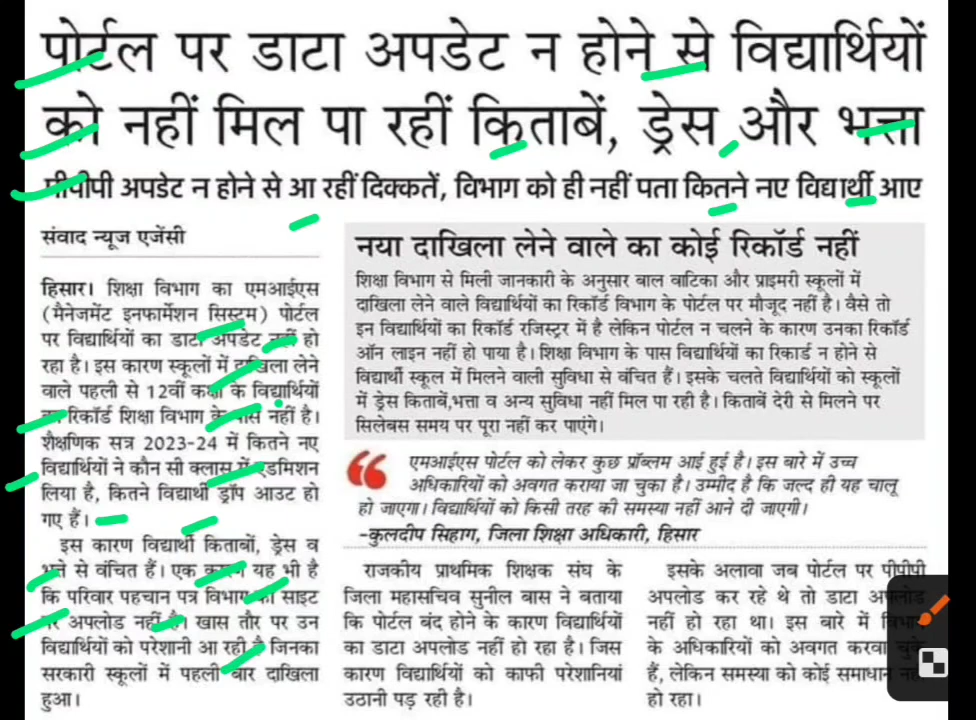 पोर्टल पर डाटा अपडेट न होने से विद्यार्थियों
को नहीं मिल पा रहीं किताबें, ड्रेस और भत्ता
पीपीपी अपडेट न होने से आ रहीं दिक्कतें, विभाग को ही नहीं पता कितने नए विद्यार्थी आए
संवाद न्यूज एजेंसी
हिसार। शिक्षा विभाग का एमआईएस
(मैनेजमेंट इनफार्मेशन सिस्टम) पोर्टल
पर विद्यार्थियों का डाटा अपडेट नहीं हो
रहा है। इस कारण स्कूलों में दाखिला लेने
वाले पहली से 12वीं कक्षा के विद्यार्थियों
का रिकॉर्ड शिक्षा विभाग के पास नहीं है।
शैक्षणिक सत्र 2023-24 में कितने नए
विद्यार्थियों ने कौन सी क्लास में एडमिशन
लिया है, कितने विद्यार्थी ड्रॉप आउट हो
गए हैं।
इस कारण विद्यार्थी किताबों, ड्रेस व
भत्ते से वंचित हैं। एक कारण यह भी है
कि परिवार पहचान पत्र विभाग की साइट
पर अपलोड नहीं है। खास तौर पर उन
विद्यार्थियों को परेशानी आ रही है जिनका
सरकारी स्कूलों में पहली बार दाखिला
हुआ।
नया दाखिला लेने वाले का कोई रिकॉर्ड नहीं
शिक्षा विभाग से मिली जानकारी के अनुसार बाल वाटिका और प्राइमरी स्कूलों में
दाखिला लेने वाले विद्यार्थियों का रिकॉर्ड विभाग के पोर्टल पर मौजूद नहीं है। वैसे तो
इन विद्यार्थियों का रिकॉर्ड रजिस्ट्रर में है लेकिन पोर्टल न चलने के कारण उनका रिकॉर्ड
ऑन लाइन नहीं हो पाया है। शिक्षा विभाग के पास विद्यार्थियों का रिकार्ड न होने से
विद्यार्थी स्कूल में मिलने वाली सुविधा से वंचित हैं। इसके चलते विद्यार्थियों को स्कूलों
में ड्रेस किताबें,भत्ता व अन्य सुविधा नहीं मिल पा रही है। किताबें देरी से मिलने पर
सिलेबस समय पर पूरा नहीं कर पाएंगे।
एमआईएस पोर्टल को लेकर कुछ प्रॉब्लम आई हुई है। इस बारे में उच्च
अधिकारियों को अवगत कराया जा चुका है। उम्मीद है कि जल्द ही यह चालू
हो जाएगा। विद्यार्थियों को किसी तरह की समस्या नहीं आने दी जाएगी।
-कुलदीप सिहाग, जिला शिक्षा अधिकारी, हिसार
राजकीय प्राथमिक शिक्षक संघ के
जिला महासचिव सुनील बास ने बताया
कि पोर्टल बंद होने के कारण विद्यार्थियों
का डाटा अपलोड नहीं हो रहा है। जिस
कारण विद्यार्थियों को काफी परेशानियां
उठानी पड़ रही है।
इसके अलावा जब पोर्टल पर पीपीपी
अपलोड कर रहे थे तो डाटा अपलोड
नहीं हो रहा था। इस बारे में विभाग
के अधिकारियों को अवगत करवा चुके
हैं, लेकिन समस्या को कोई समाधान नहीं
हो रहा।